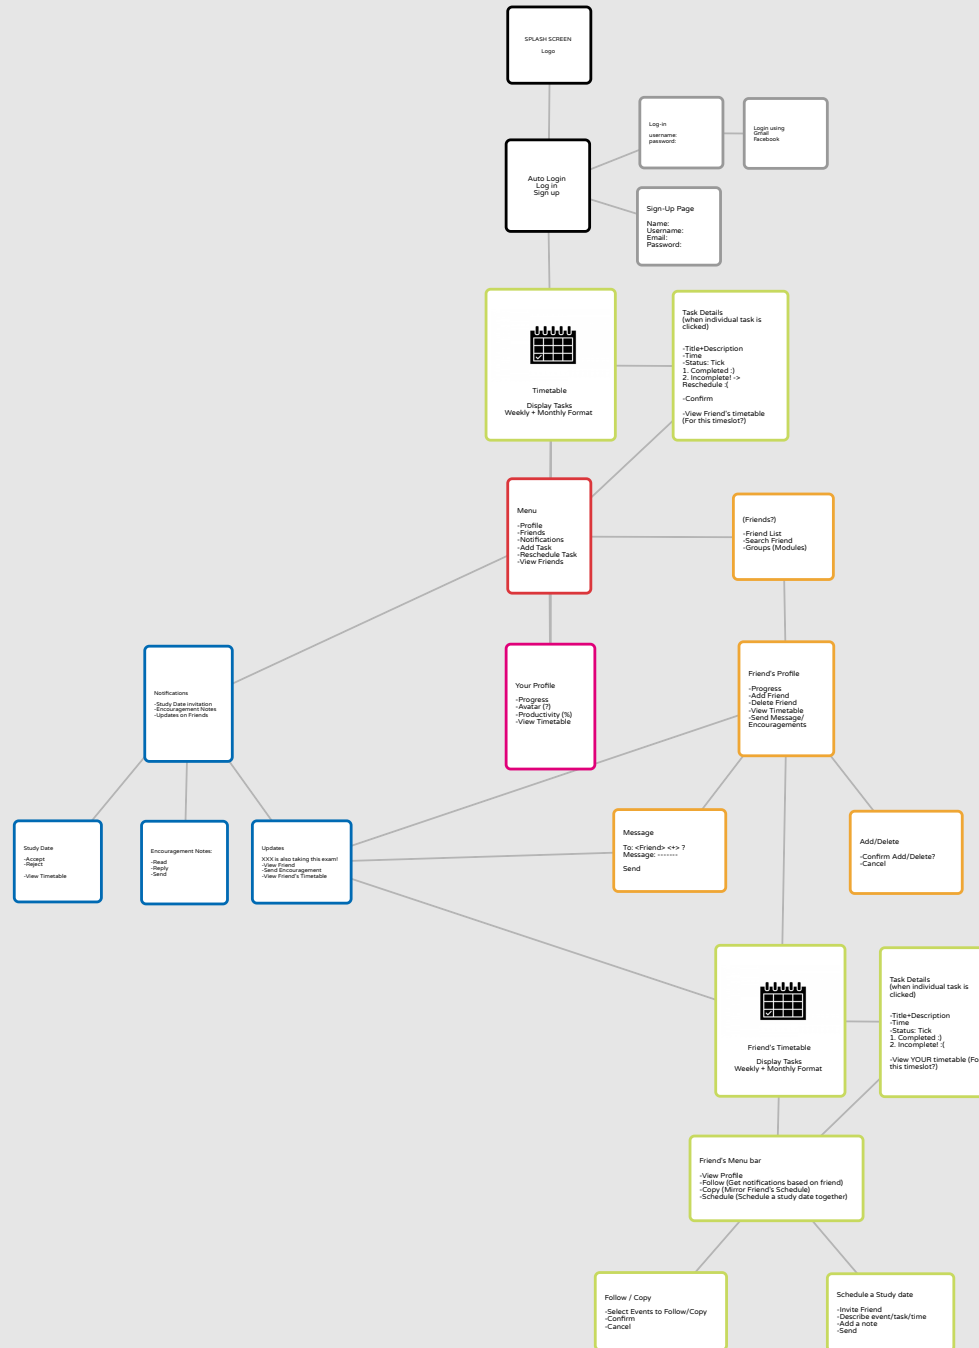 SPLASH SCREEN
Logo
Log-in
username:
password:
Login using
Gmail
Facebook
Auto Login
Log in
Sign up
Sign-Up Page
Name:
Username:
Email:
Password:
Timetable
Display Tasks
Weekly + Monthly Format
Task Details
(when individual task is
clicked)
-Title+Description
-Time
-Status: Tick
1. Completed :)
2. Incomplete! ->
Reschedule :(
-Confirm
-View Friend's timetable
(For this timeslot?)
Menu
-Profile
-Friends
-Notifications
-Add Task
-Reschedule Task
-View Friends
(Friends?)
-Friend List
-Search Friend
-Groups (Modules)
Notifications
-Study Date invitation
-Encouragement Notes
-Updates on Friends
Your Profile
-Progress
-Avatar (?)
-Productivity (%)
-View Timetable
Friend's Profile
-Progress
-Add Friend
-Delete Friend
-View Timetable
-Send Message/
Encouragements
Study Date
-Accept
-Reject
-View Timetable
Encouragement Notes:
-Read
-Reply
-Send
Updates
XXX is also taking this exam!
-View Friend
-Send Encouragement
-View Friend's Timetable
Message
To: <Friend> <+> ?
Message: -------
Send
Add/Delete
-Confirm Add/Delete?
-Cancel
Friend's Timetable
Display Tasks
Weekly + Monthly Format
Task Details
(when individual task is
clicked)
-Title+Description
-Time
-Status: Tick
1. Completed :)
2. Incomplete! :(
-View YOUR timetable (Fo
this timeslot?)
Friend's Menu bar
-View Profile
-Follow (Get notifications based on friend)
-Copy (Mirror Friend's Schedule)
-Schedule (Schedule a study date together)
Follow / Copy
-Select Events to Follow/Copy
-Confirm
-Cancel
Schedule a Study date
-Invite Friend
-Describe event/task/time
-Add a note
-Send